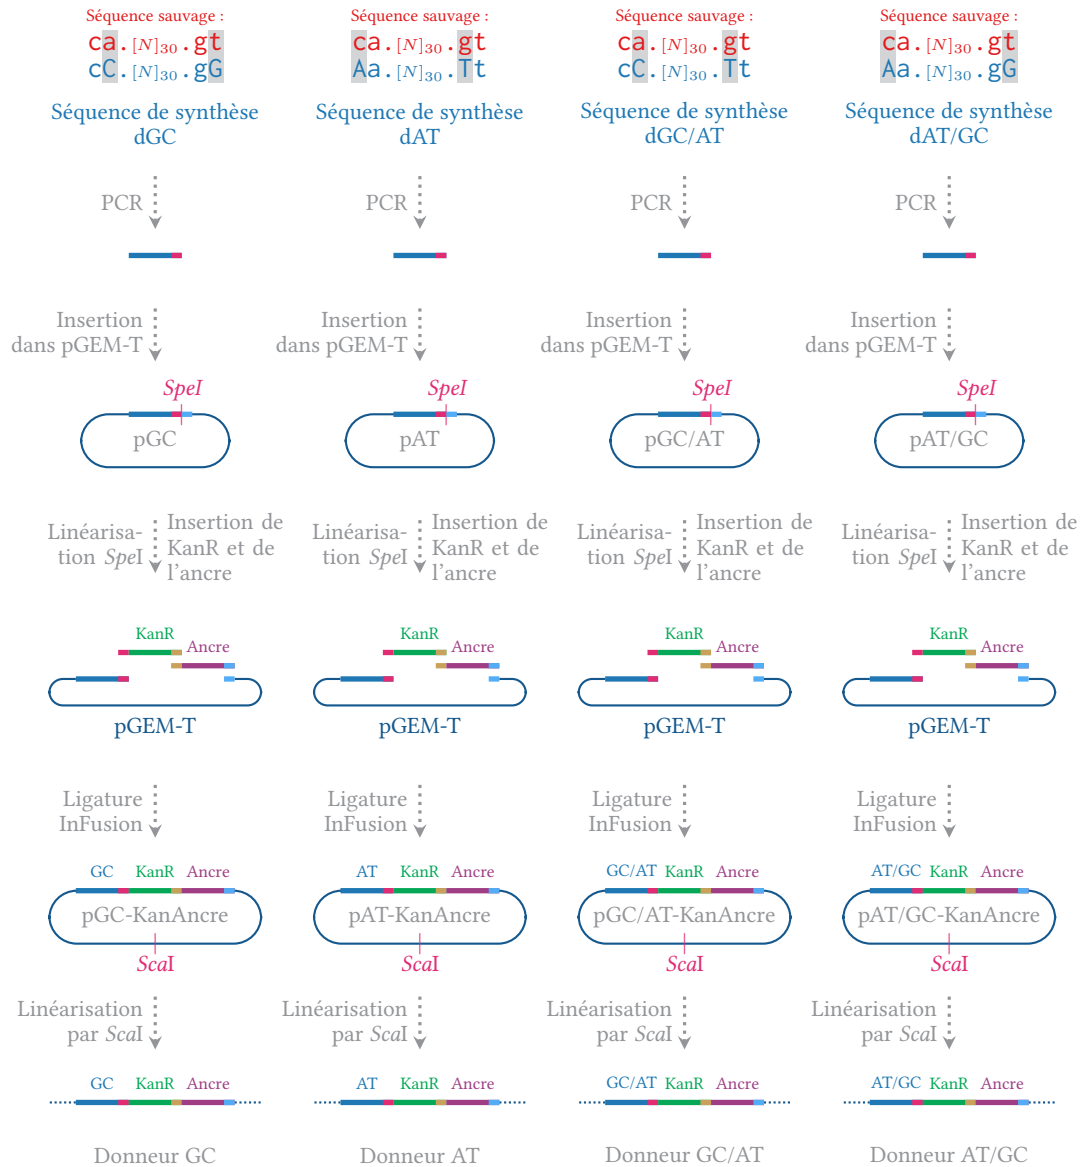 Séquence sauvage :
ca.[N]30.gt
cC.[N]30.gG
Séquence de synthèse
dGC
PCR
Insertion
dans pGEM-T
SpeI
pGC
Linéarisa-
tion SpeI
Insertion de
KanR et de
l'ancre
KanR
Ancre
pGEM-T
Ligature
InFusion
GC KanR Ancre
pGC-KanAncre
ScaI
Linéarisation
par ScaI
GC KanR Ancre
Donneur GC
Séquence sauvage :
ca.[N]30.gt
Aa.[N]30.Tt
Séquence de synthèse
dAT
PCR
Insertion
dans pGEM-T
SpeI
pAT
Linéarisa-
tion SpeI
Insertion de
KanR et de
l'ancre
KanR
Ancre
pGEM-T
Ligature
InFusion
AT KanR Ancre
pAT-KanAncre
ScaI
Linéarisation
par ScaI
AT KanR Ancre
Donneur AT
Séquence sauvage :
ca.[N]30.gt
cC.[N]30.Tt
Séquence de synthèse
dGC/AT
PCR
Insertion
dans pGEM-T
SpeI
pGC/AT
Linéarisa-
tion SpeI
Insertion de
KanR et de
l'ancre
KanR
Ancre
pGEM-T
Ligature
InFusion
GC/AT KanR Ancre
pGC/AT-KanAncre
ScaI
Linéarisation
par ScaI
GC/AT KanR Ancre
Donneur GC/AT
Séquence sauvage :
ca.[N]30.gt
Aa.[N]30.gG
Séquence de synthèse
dAT/GC
PCR
Insertion
dans pGEM-T
SpeI
pAT/GC
Linéarisa-
tion SpeI
Insertion de
KanR et de
l'ancre
KanR
Ancre
pGEM-T
Ligature
InFusion
AT/GC KanR Ancre
pAT/GC-KanAncre
ScaI
Linéarisation
par ScaI
AT/GC KanR Ancre
Donneur AT/GC